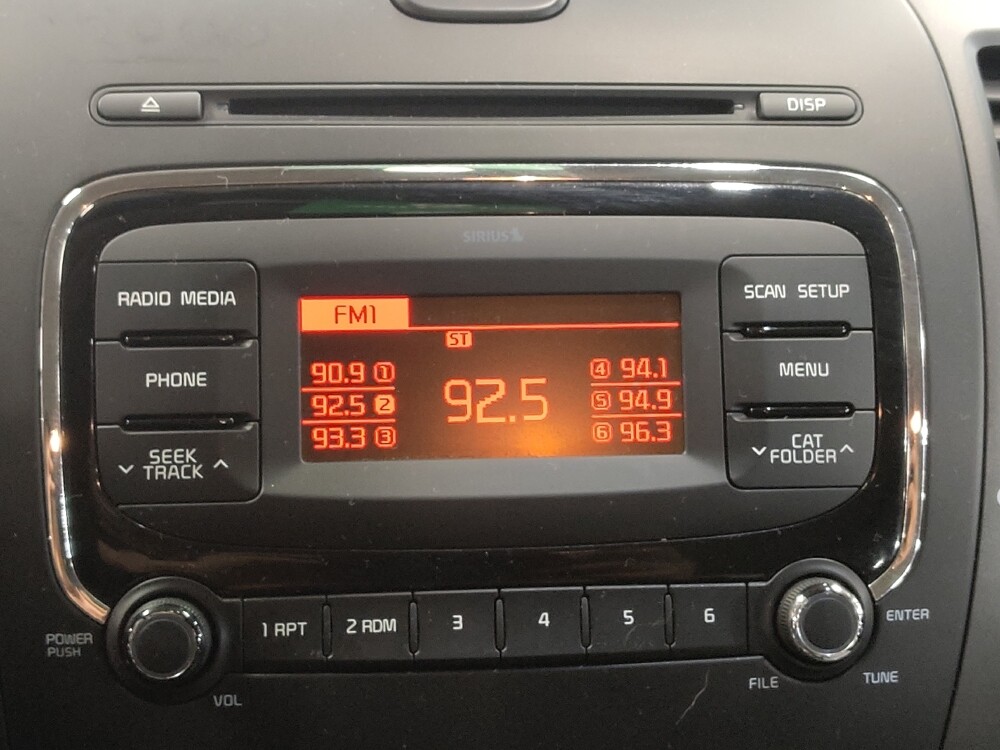 DISP
SIRIUS
RADIO MEDIA
SCAN SETUP
FM1
ST
PHONE
90.9 1
92.5 2
93.3 3
92.5
4 94.1
5 94.9
6 96.3
MENU
SEEK
TRACK
CAT
FOLDER
1 RPT
2 RDM
3
4
5
6
POWER
PUSH
VOL
ENTER
FILE
TUNE